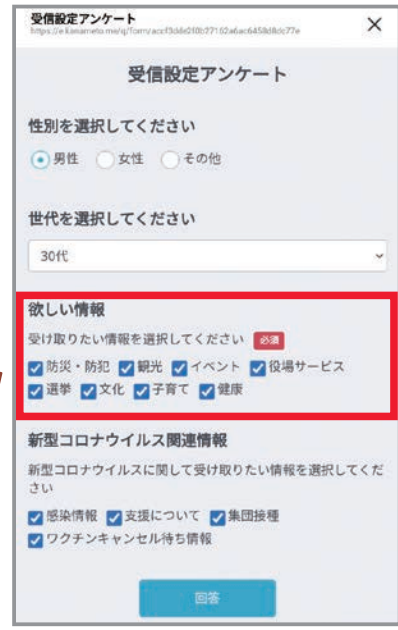 受信設定アンケート
受信設定アンケート
性別を選択してください
男性 女性 その他
世代を選択してください
30代
欲しい情報
受け取りたい情報を選択してください 必須
防災・防犯 観光 イベント 役場サービス
選挙 文化 子育て 健康
新型コロナウイルス関連情報
新型コロナウイルスに関して受け取りたい情報を選択してくだ
さい
感染情報 支援について 集団接種
ワクチンキャンセル待ち情報
回答